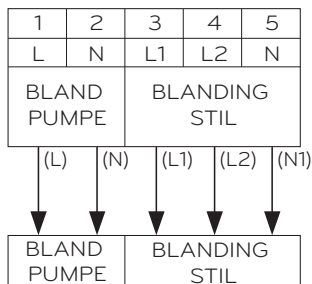 1 2 3 4 5
L N L1 L2 N
BLAND BLANDING
PUMPE STIL
(L) (N) (L1) (L2) (N1)
BLAND BLANDING
PUMPE STIL